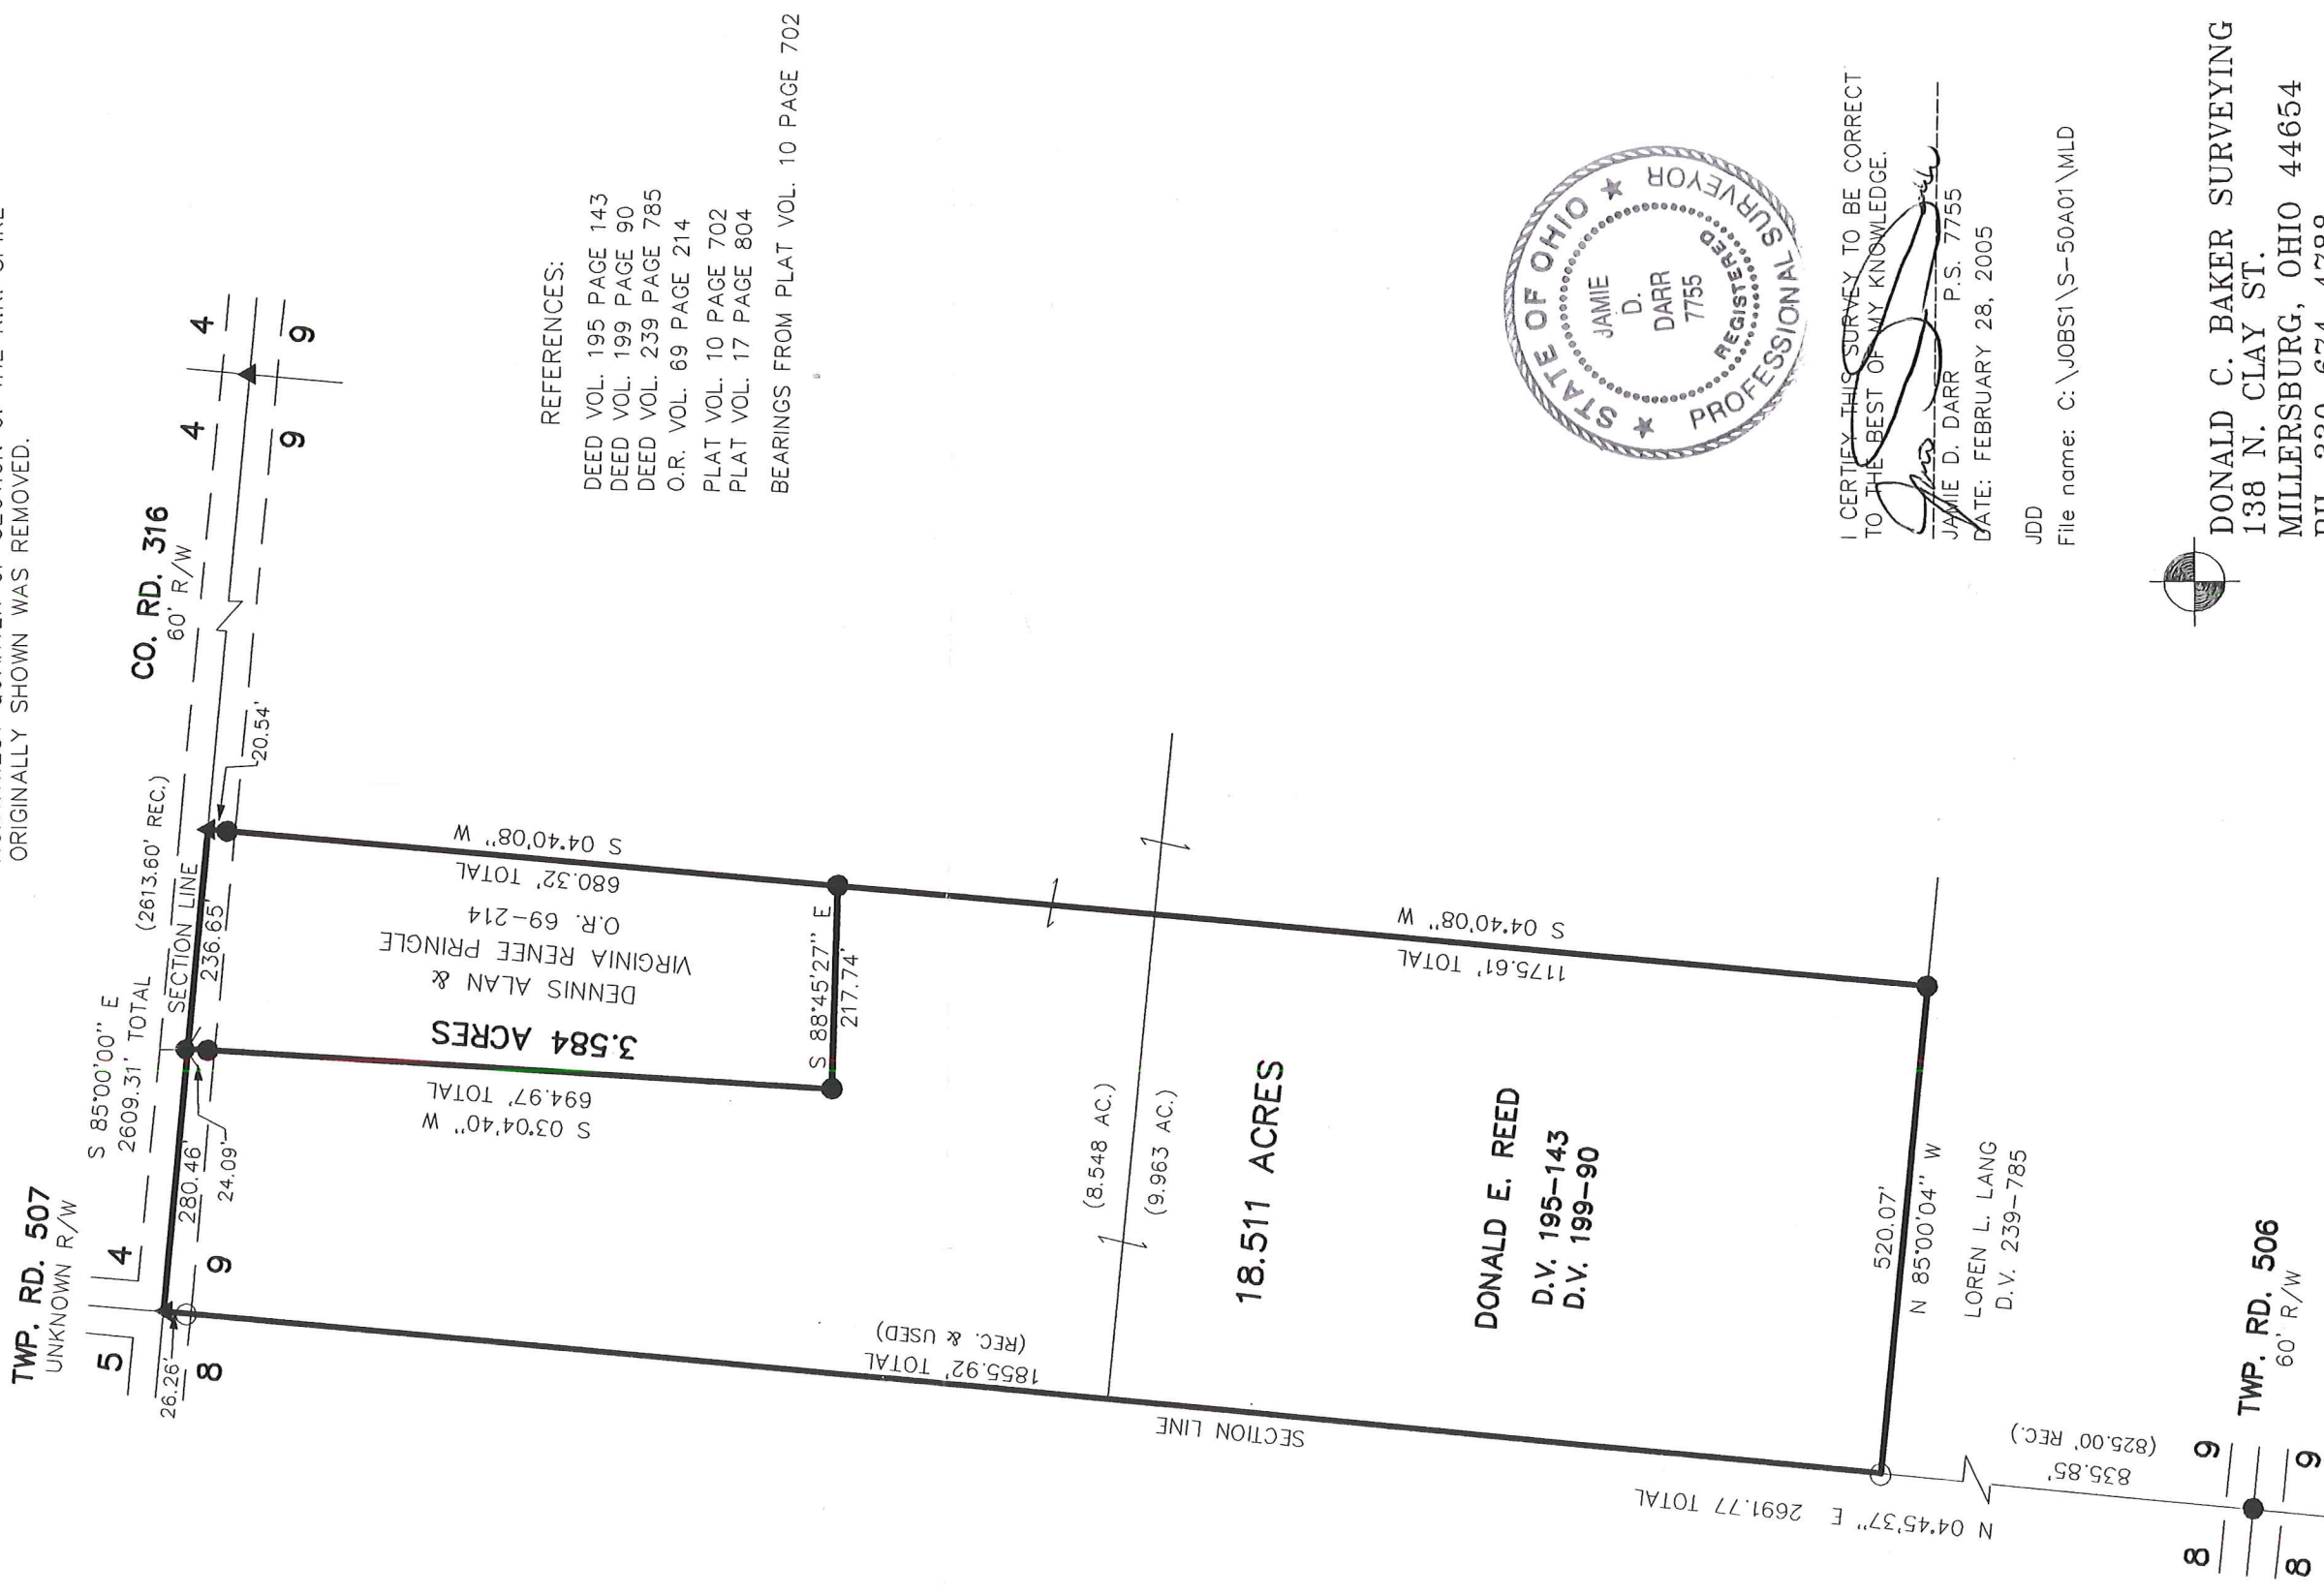 ORIGINALLY SHOWN WAS REMOVED.
TWP. RD. 507
UNKNOWN R/W
5
4
8
9
26.26'
S 85°00'00" E
2609.31' TOTAL
(2613.60' REC.)
SECTION LINE
280.46'
24.09'
236.65'
20.54'
CO. RD. 316
60' R/W
4
4
9
9
S 03°04'40" W
694.97' TOTAL
3.584 ACRES
DENNIS ALAN &
VIRGINIA RENEE PRINGLE
O.R. 69-214
680.32' TOTAL
S 04°40'08" W
S 88°45'27" E
217.74'
REFERENCES:
DEED VOL. 195 PAGE 143
DEED VOL. 199 PAGE 90
DEED VOL. 239 PAGE 785
O.R. VOL. 69 PAGE 214
PLAT VOL. 10 PAGE 702
PLAT VOL. 17 PAGE 804
BEARINGS FROM PLAT VOL. 10 PAGE 702
1855.92' TOTAL
(REC. & USED)
SECTION LINE
(8.548 AC.)
(9.963 AC.)
18.511 ACRES
S 04°40'08" W
1175.61' TOTAL
DONALD E. REED
D.V. 195-143
D.V. 199-90
520.07'
N 85°00'04" W
LOREN L. LANG
D.V. 239-785
N 04°45'37" E 2691.77 TOTAL
835.85'
(825.00' REC.)
8
9
8
9
TWP. RD. 506
60' R/W
STATE OF OHIO
JAMIE
D.
DARR
7755
REGISTERED
PROFESSIONAL SURVEYOR
I CERTIFY THIS SURVEY TO BE CORRECT
TO THE BEST OF MY KNOWLEDGE.
JAMIE D. DARR P.S. 7755
DATE: FEBRUARY 28, 2005
JDD
File name: C:\JOBS1\S-50A01\MLD
DONALD C. BAKER SURVEYING
138 N. CLAY ST.
MILLERSBURG, OHIO 44654